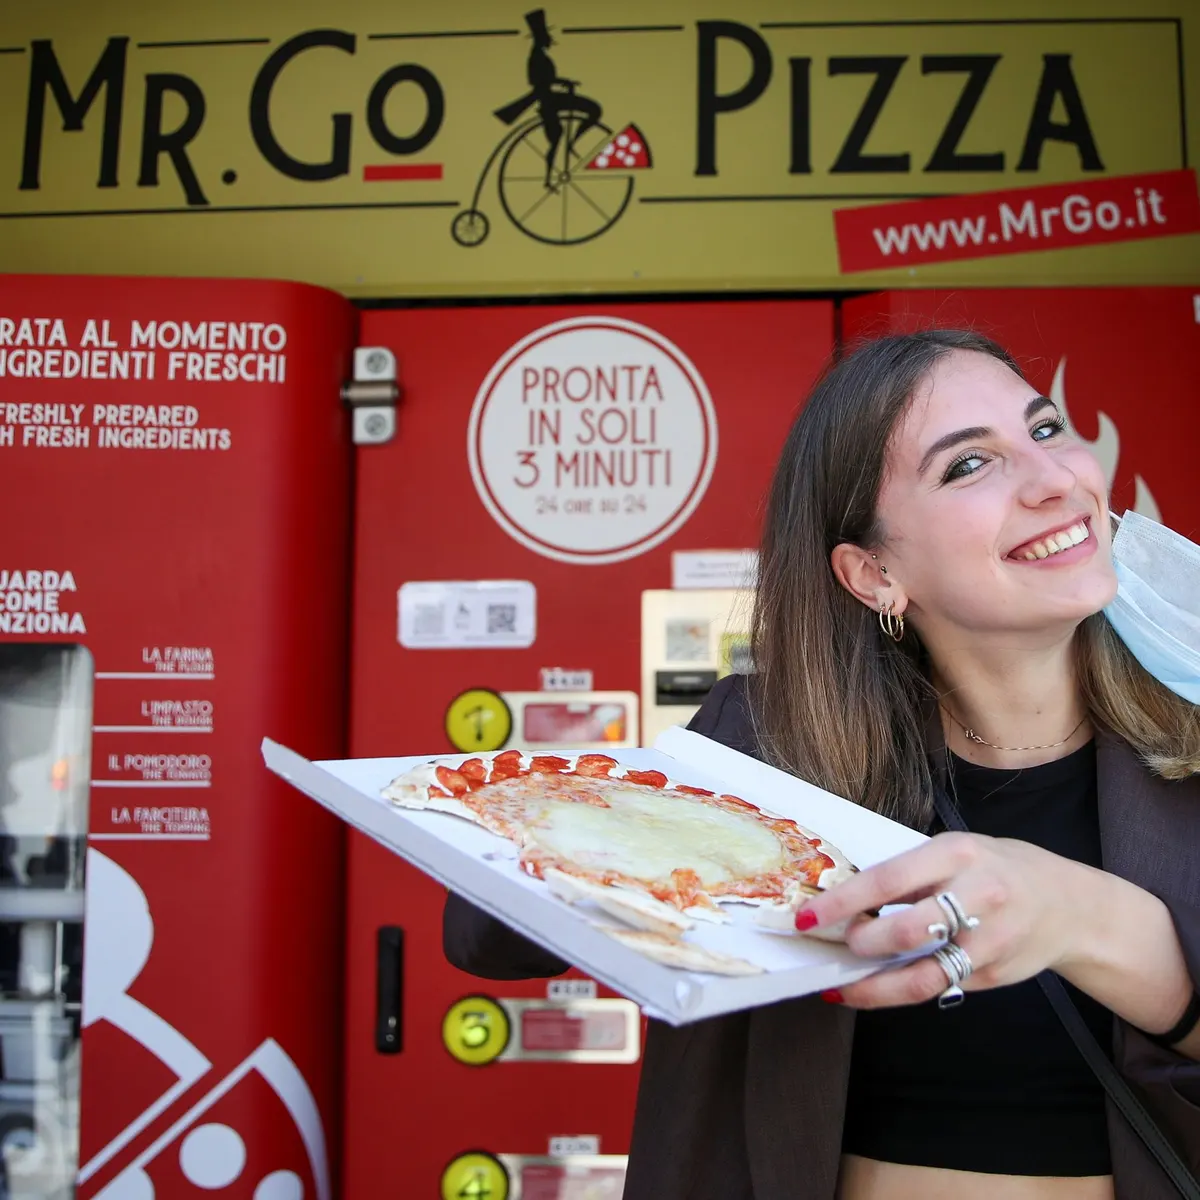 MR. GO PIZZA
www.MrGo.it
RATA AL MOMENTO
NGREDIENTI FRESCHI
FRESHLY PREPARED
H FRESH INGREDIENTS
PRONTA
IN SOLI
3 MINUTI
24 ORE SU 24
UARDA
COME
NZIONA
LA FARINA
THE FLOUR
L'IMPASTO
THE DOUGH
IL POMODORO
THE TOMATO
LA FARCITURA
THE TOPPING
1
3
4